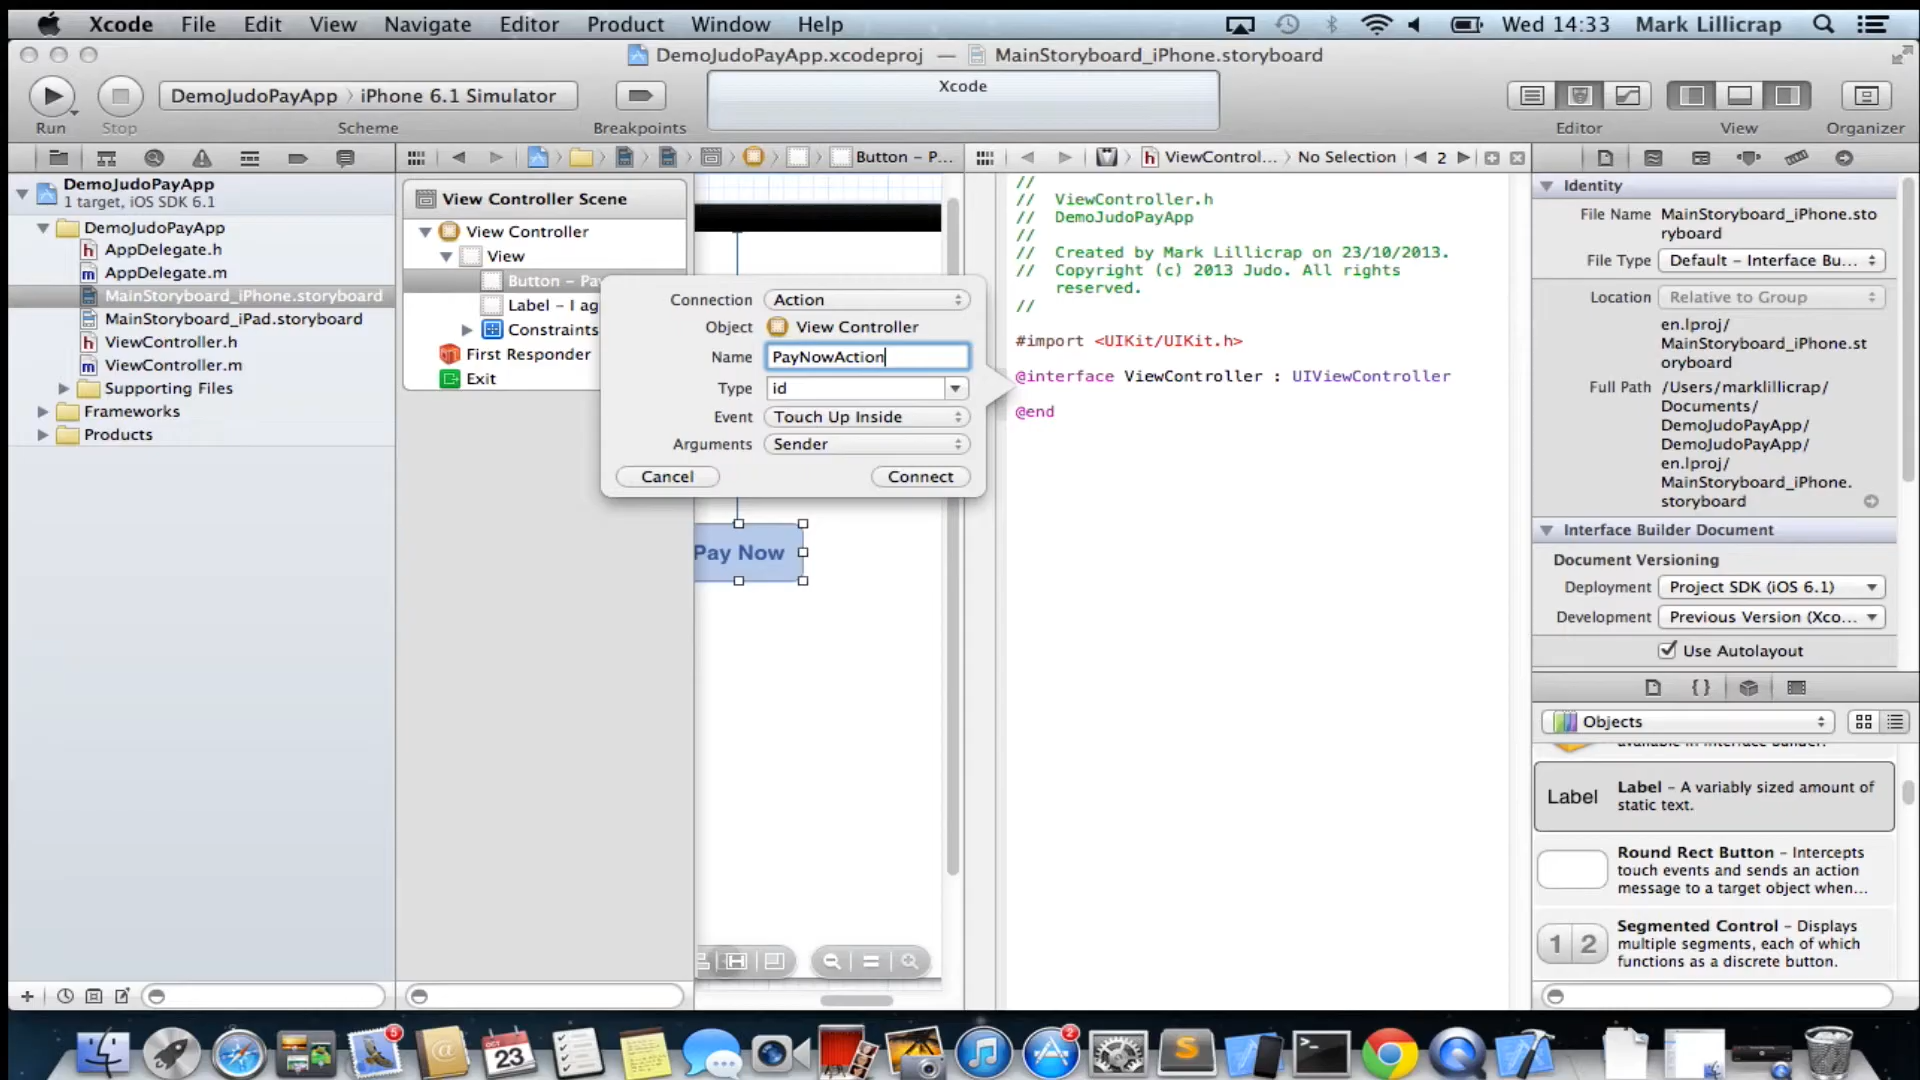 Xcode File Edit View Navigate Editor Product Window Help Wed 14:33 Mark Lillicrap
DemoJudoPayApp.xcodeproj — MainStoryboard_iPhone.storyboard
DemoJudoPayApp › iPhone 6.1 Simulator
Xcode
Run Stop Scheme Breakpoints Editor View Organizer
Button – P...
ViewControl... No Selection 2
DemoJudoPayApp
1 target, iOS SDK 6.1
DemoJudoPayApp
h AppDelegate.h
m AppDelegate.m
MainStoryboard_iPhone.storyboard
MainStoryboard_iPad.storyboard
h ViewController.h
m ViewController.m
Supporting Files
Frameworks
Products
View Controller Scene
View Controller
View
Button – Pay
Label – I ag
Constraints
First Responder
Exit
Connection Action
Object View Controller
Name PayNowAction
Type id
Event Touch Up Inside
Arguments Sender
Cancel Connect
Pay Now
//
// ViewController.h
// DemoJudoPayApp
//
// Created by Mark Lillicrap on 23/10/2013.
// Copyright (c) 2013 Judo. All rights
reserved.
//
#import <UIKit/UIKit.h>
@interface ViewController : UIViewController
@end
Identity
File Name MainStoryboard_iPhone.sto
ryboard
File Type Default – Interface Bu...
Location Relative to Group
en.lproj/
MainStoryboard_iPhone.st
oryboard
Full Path /Users/marklillicrap/
Documents/
DemoJudoPayApp/
DemoJudoPayApp/
en.lproj/
MainStoryboard_iPhone.
storyboard
Interface Builder Document
Document Versioning
Deployment Project SDK (iOS 6.1)
Development Previous Version (Xco...
Use Autolayout
{ }
Objects
available in Interface Builder.
Label
Label – A variably sized amount of
static text.
Round Rect Button – Intercepts
touch events and sends an action
message to a target object when...
1 2
Segmented Control – Displays
multiple segments, each of which
functions as a discrete button.
5
OCT
23
2